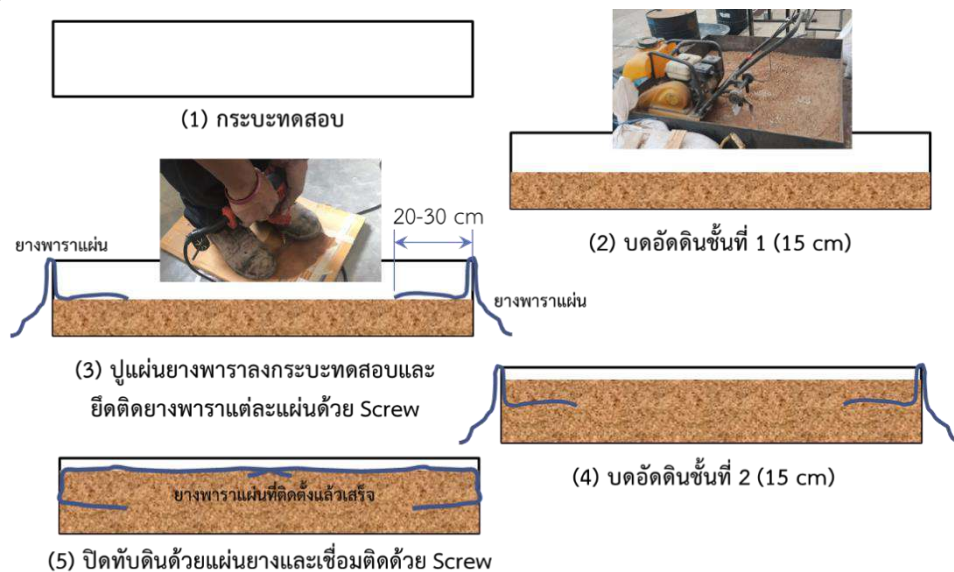 (1) กระบะทดสอบ
(2) บดอัดดินชั้นที่ 1 (15 cm)
20-30 cm
ยางพาราแผ่น
ยางพาราแผ่น
(3) ปูแผ่นยางพาราลงกระบะทดสอบและ
ยึดติดยางพาราแต่ละแผ่นด้วย Screw
(4) บดอัดดินชั้นที่ 2 (15 cm)
ยางพาราแผ่นที่ติดตั้งแล้วเสร็จ
(5) ปิดทับดินด้วยแผ่นยางและเชื่อมติดด้วย Screw